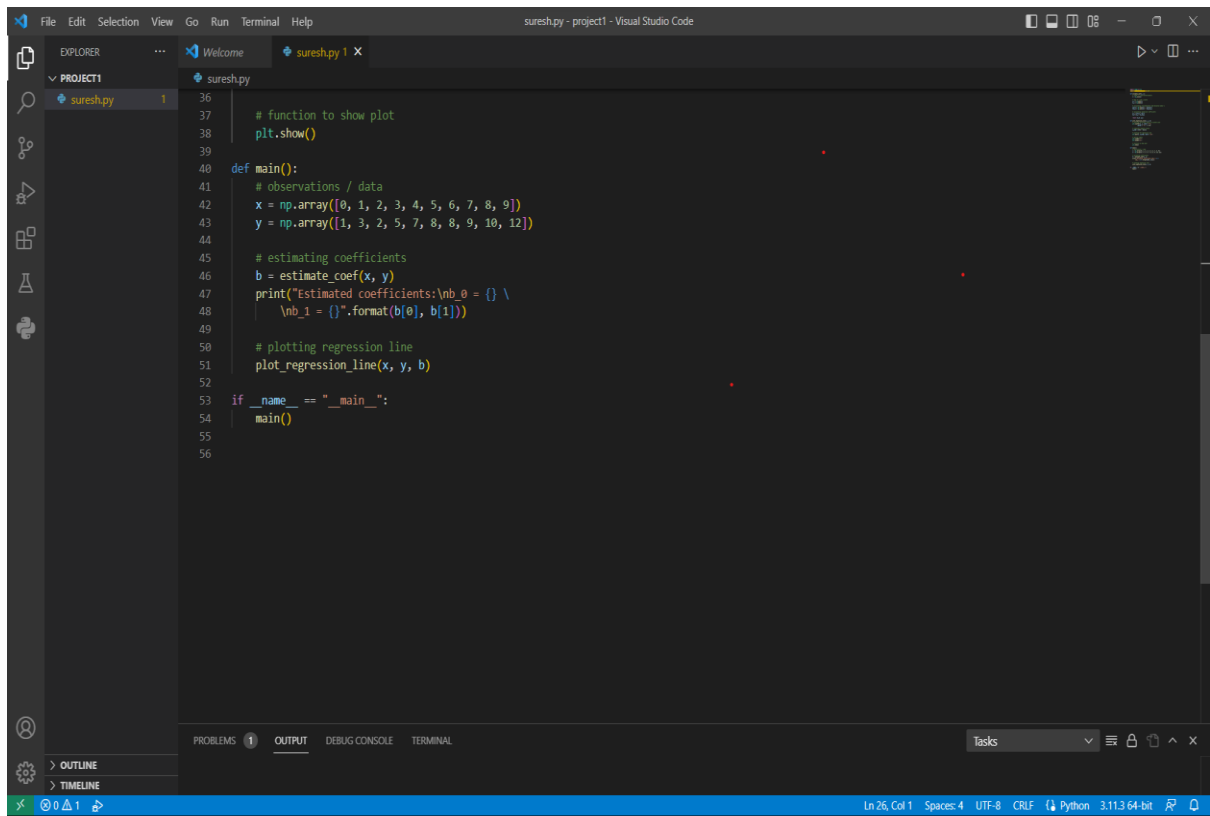 File Edit Selection View Go Run Terminal Help suresh.py - project1 - Visual Studio Code
EXPLORER ··· Welcome suresh.py 1 X
PROJECT1 suresh.py
suresh.py 1
36
37 # function to show plot
38 plt.show()
39
40 def main():
41 # observations / data
42 x = np.array([0, 1, 2, 3, 4, 5, 6, 7, 8, 9])
43 y = np.array([1, 3, 2, 5, 7, 8, 8, 9, 10, 12])
44
45 # estimating coefficients
46 b = estimate_coef(x, y)
47 print("Estimated coefficients:\nb_0 = {} \
48 \nb_1 = {}".format(b[0], b[1]))
49
50 # plotting regression line
51 plot_regression_line(x, y, b)
52
53 if __name__ == "__main__":
54 main()
55
56
PROBLEMS 1 OUTPUT DEBUG CONSOLE TERMINAL Tasks
OUTLINE
TIMELINE
0 1 Ln 26, Col 1 Spaces: 4 UTF-8 CRLF Python 3.11.3 64-bit